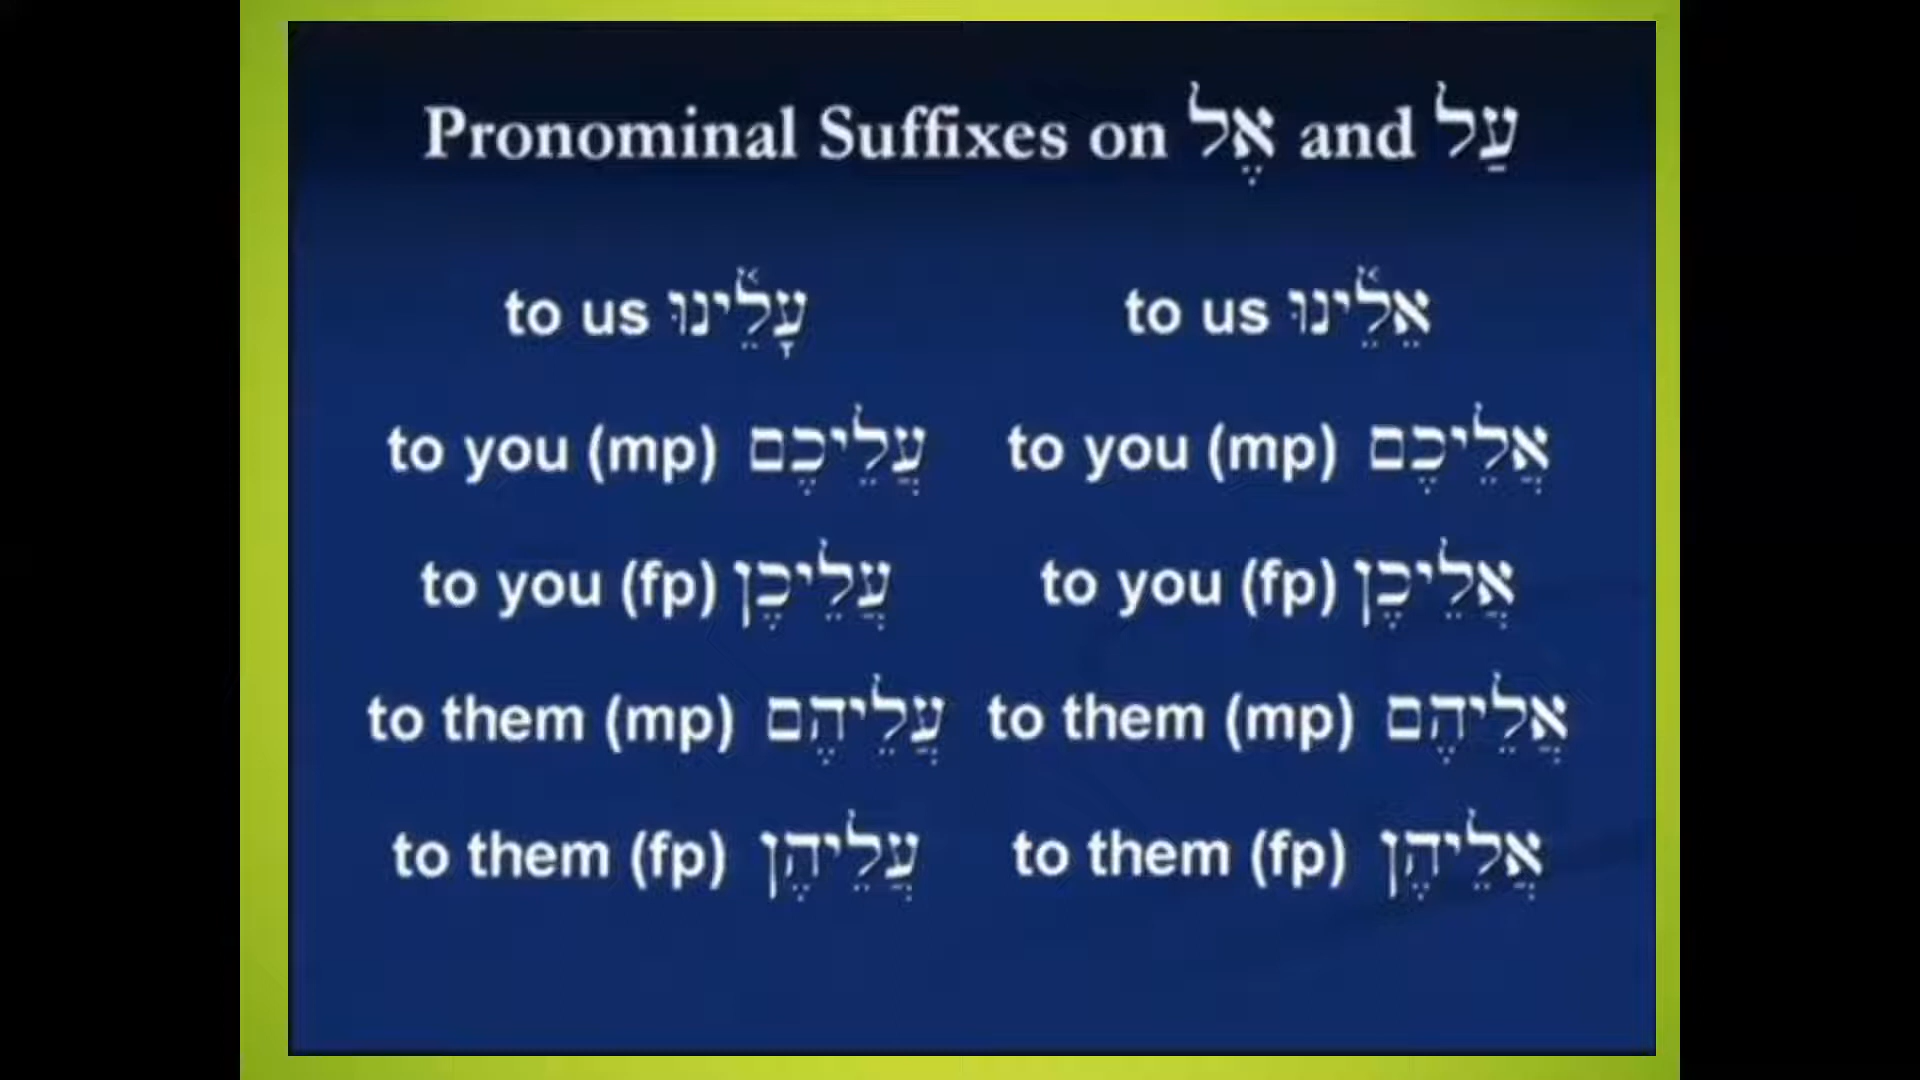 Pronominal Suffixes on אֶל and עַל
to us עָלֵ֫ינוּ to us אֵלֵ֫ינוּ
to you (mp) עֲלֵיכֶם to you (mp) אֲלֵיכֶם
to you (fp) עֲלֵיכֶן to you (fp) אֲלֵיכֶן
to them (mp) עֲלֵיהֶם to them (mp) אֲלֵיהֶם
to them (fp) עֲלֵיהֶן to them (fp) אֲלֵיהֶן